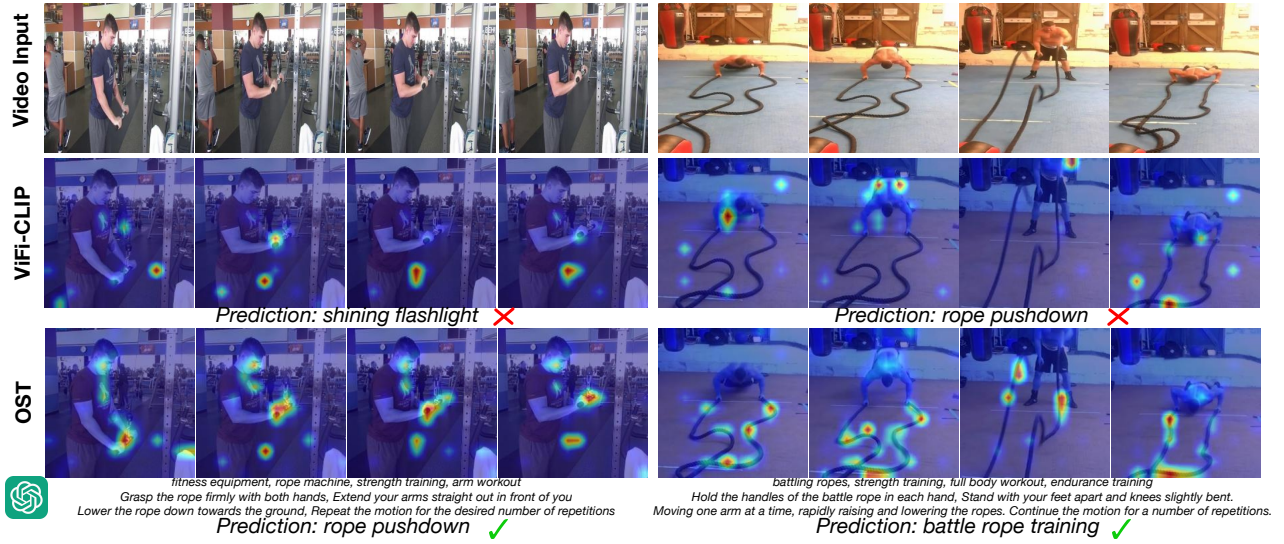 Video Input
ViFi-CLIP
Prediction: shining flashlight
Prediction: rope pushdown
OST
fitness equipment, rope machine, strength training, arm workout
Grasp the rope firmly with both hands, Extend your arms straight out in front of you
Lower the rope down towards the ground, Repeat the motion for the desired number of repetitions
Prediction: rope pushdown
battling ropes, strength training, full body workout, endurance training
Hold the handles of the battle rope in each hand, Stand with your feet apart and knees slightly bent.
Moving one arm at a time, rapidly raising and lowering the ropes. Continue the motion for a number of repetitions.
Prediction: battle rope training